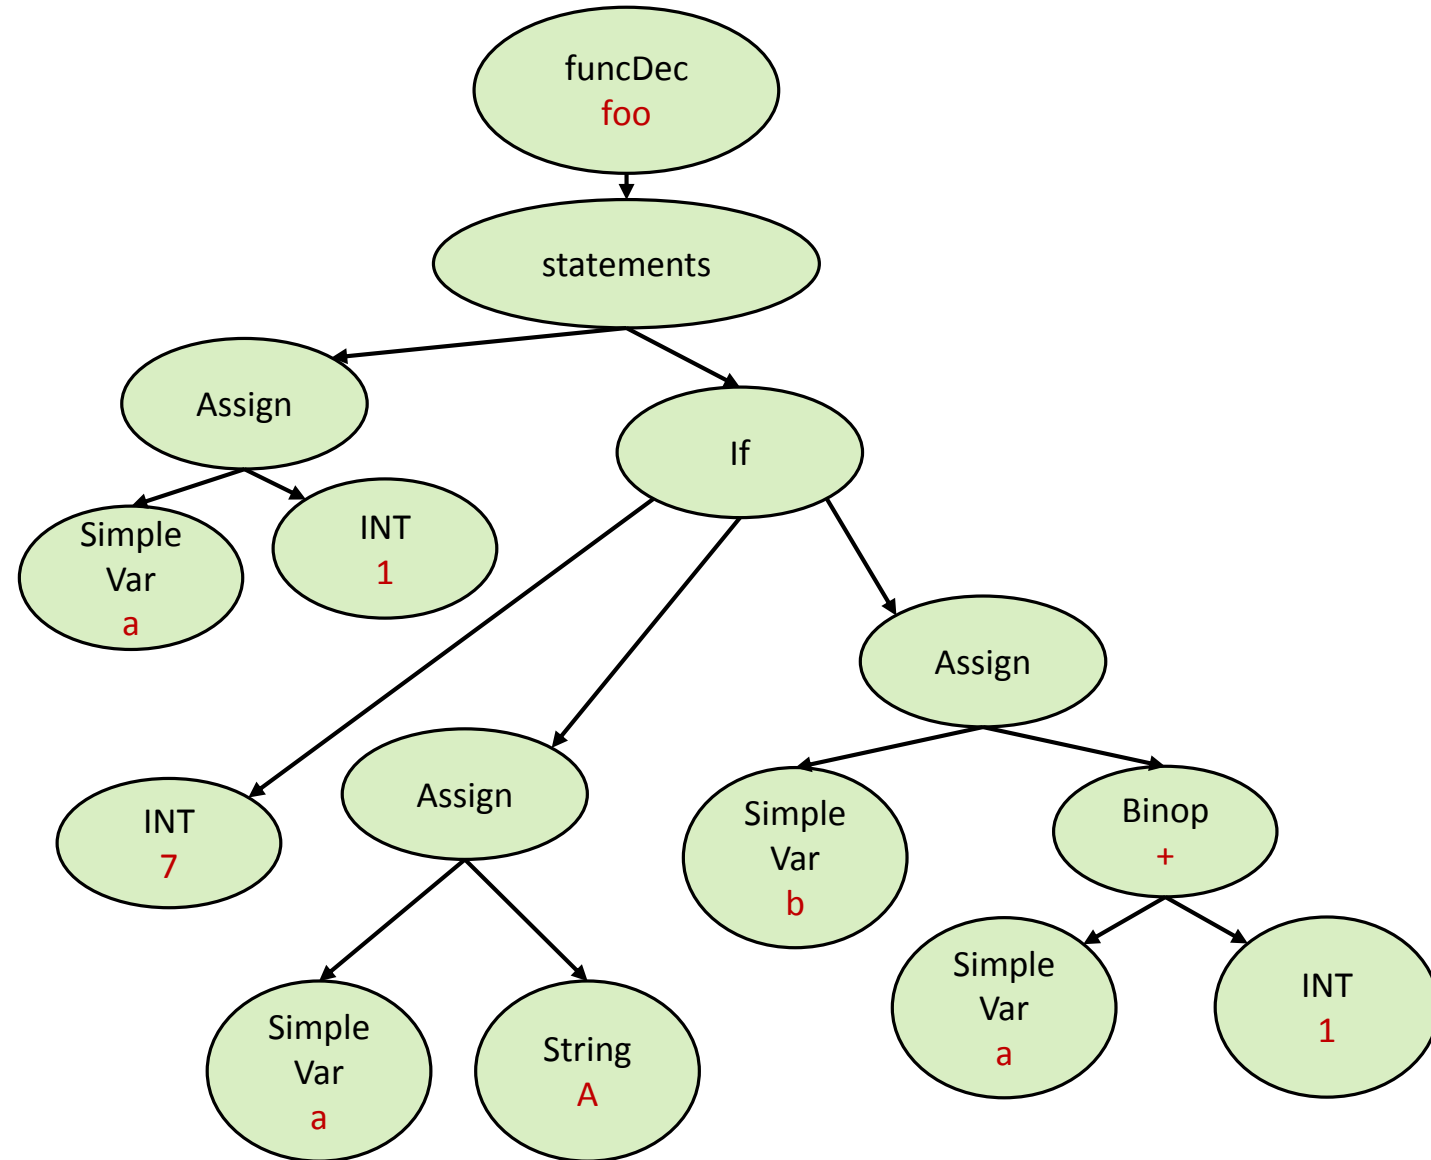 funcDec
foo
statements
Assign
If
Simple
Var
a
INT
1
Assign
INT
7
Assign
Simple
Var
b
Binop
+
Simple
Var
a
String
A
Simple
Var
a
INT
1